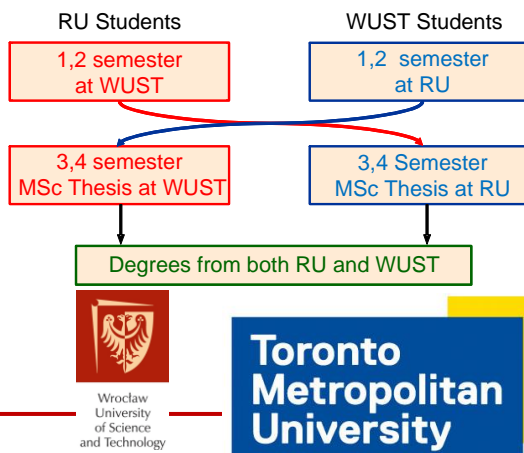 RU Students
WUST Students
1,2 semester
at WUST
1,2 semester
at RU
3,4 semester
MSc Thesis at WUST
3,4 Semester
MSc Thesis at RU
Degrees from both RU and WUST
Wrocław
University
of Science
and Technology
Toronto
Metropolitan
University